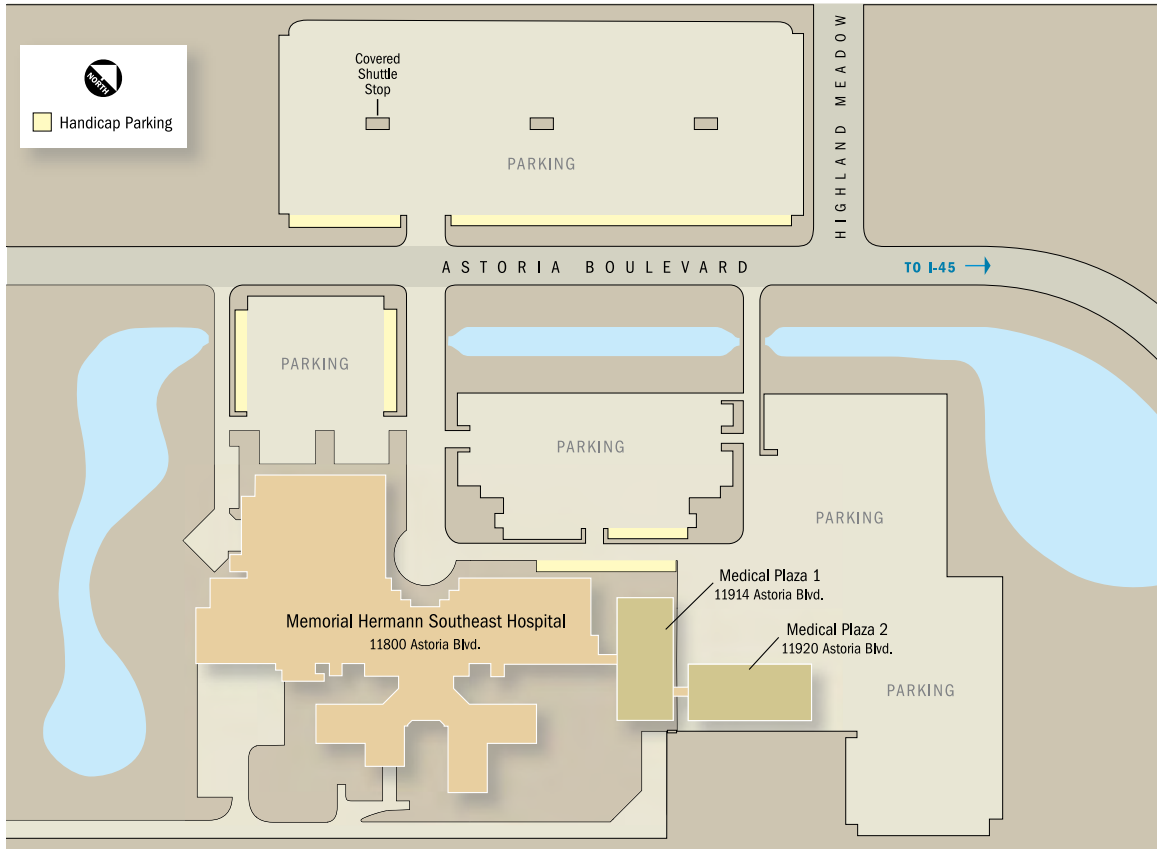 NORTH
Handicap Parking
Covered
Shuttle
Stop
PARKING
HIGHLAND MEADOW
ASTORIA BOULEVARD
TO I-45
PARKING
PARKING
PARKING
Medical Plaza 1
11914 Astoria Blvd.
Memorial Hermann Southeast Hospital
11800 Astoria Blvd.
Medical Plaza 2
11920 Astoria Blvd.
PARKING